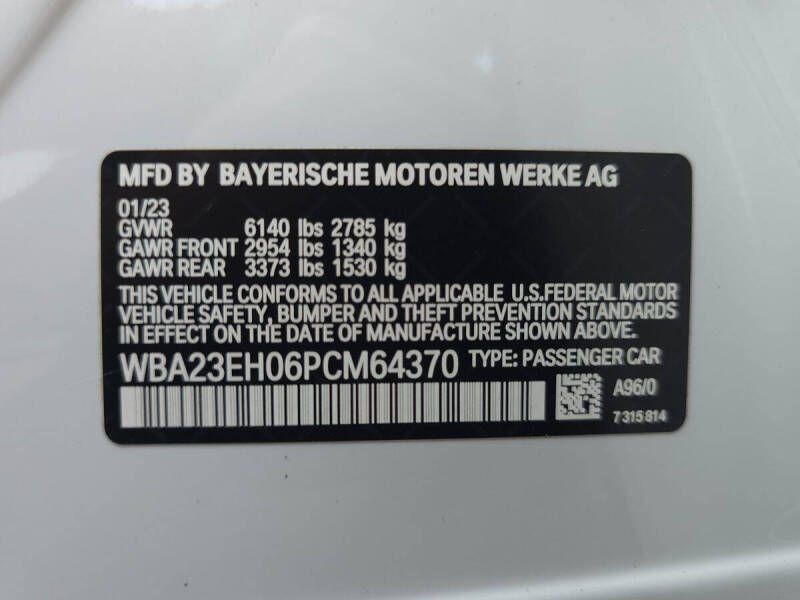 MFD BY BAYERISCHE MOTOREN WERKE AG
01/23
GVWR 6140 lbs 2785 kg
GAWR FRONT 2954 lbs 1340 kg
GAWR REAR 3373 lbs 1530 kg
THIS VEHICLE CONFORMS TO ALL APPLICABLE U.S.FEDERAL MOTOR
VEHICLE SAFETY, BUMPER AND THEFT PREVENTION STANDARDS
IN EFFECT ON THE DATE OF MANUFACTURE SHOWN ABOVE.
WBA23EH06PCM64370 TYPE: PASSENGER CAR
A96/0
7 315 814